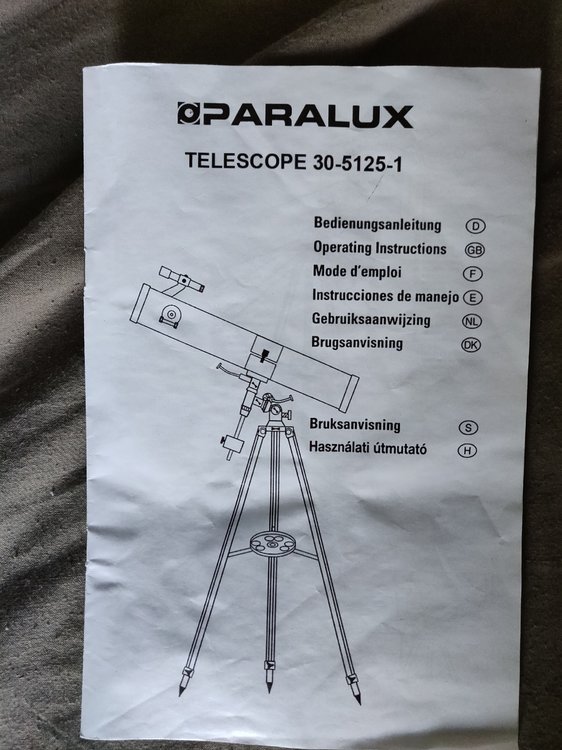 PARALUX
TELESCOPE 30-5125-1
Bedienungsanleitung D
Operating Instructions GB
Mode d'emploi F
Instrucciones de manejo E
Gebruiksaanwijzing NL
Brugsanvisning DK
Bruksanvisning S
Használati útmutató H